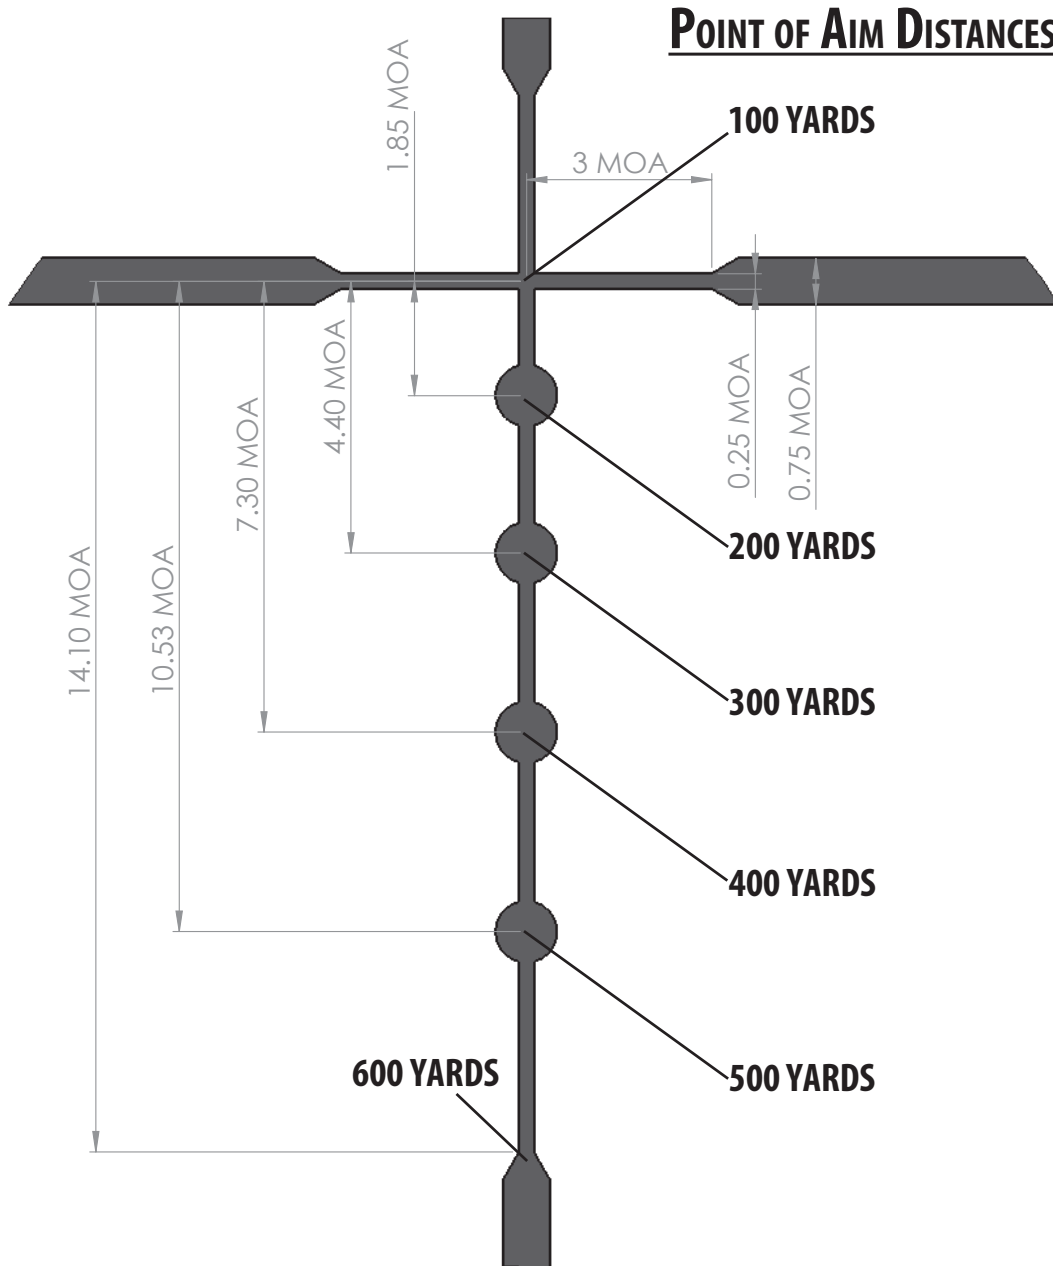 POINT OF AIM DISTANCES
100 YARDS
1.85 MOA
3 MOA
4.40 MOA
7.30 MOA
10.53 MOA
14.10 MOA
0.25 MOA
0.75 MOA
200 YARDS
300 YARDS
400 YARDS
600 YARDS
500 YARDS